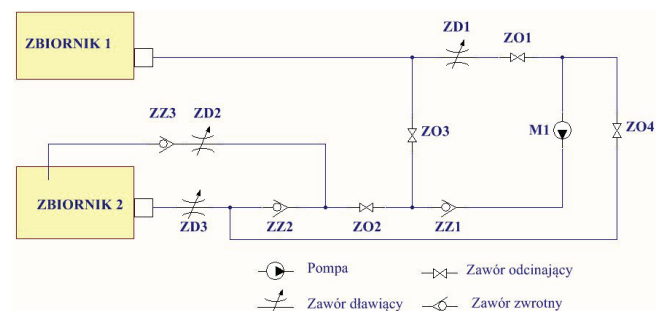 ZBIORNIK 1
ZD1
ZO1
ZZ3
ZD2
ZO3
M1
ZO4
ZBIORNIK 2
ZD3
ZZ2
ZO2
ZZ1
Pompa
Zawór odcinający
Zawór dławiący
Zawór zwrotny